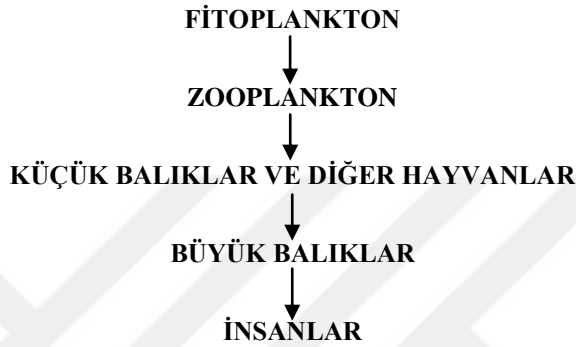 FİTOPLANKTON
ZOOPLANKTON
KÜÇÜK BALIKLAR VE DİĞER HAYVANLAR
BÜYÜK BALIKLAR
İNSANLAR